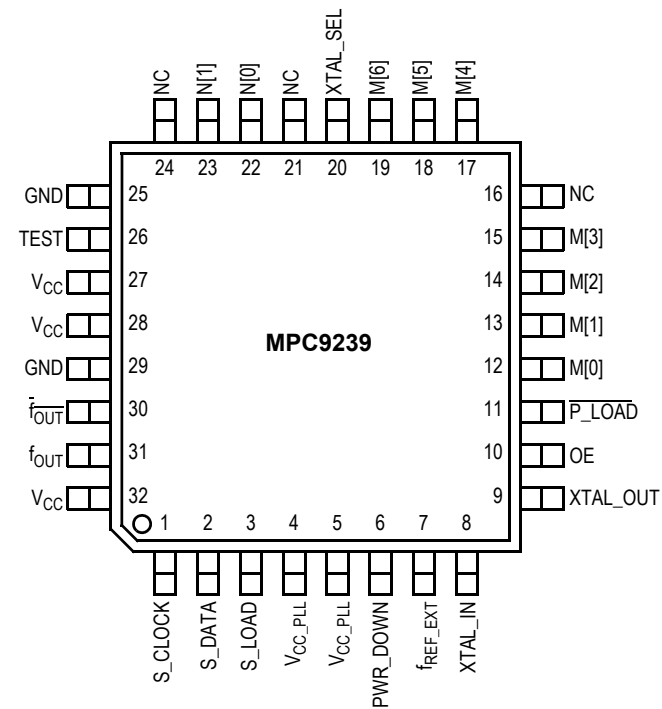 NC
N[1]
N[0]
NC
XTAL_SEL
M[6]
M[5]
M[4]
24 23 22 21 20 19 18 17
GND 25 16 NC
TEST 26 15 M[3]
VCC 27 14 M[2]
VCC 28 13 M[1]
MPC9239
GND 29 12 M[0]
f̅O̅U̅T̅ 30 11 P̅_̅L̅O̅A̅D̅
fOUT 31 10 OE
VCC 32 9 XTAL_OUT
1 2 3 4 5 6 7 8
S_CLOCK
S_DATA
S_LOAD
VCC_PLL
VCC_PLL
PWR_DOWN
fREF_EXT
XTAL_IN